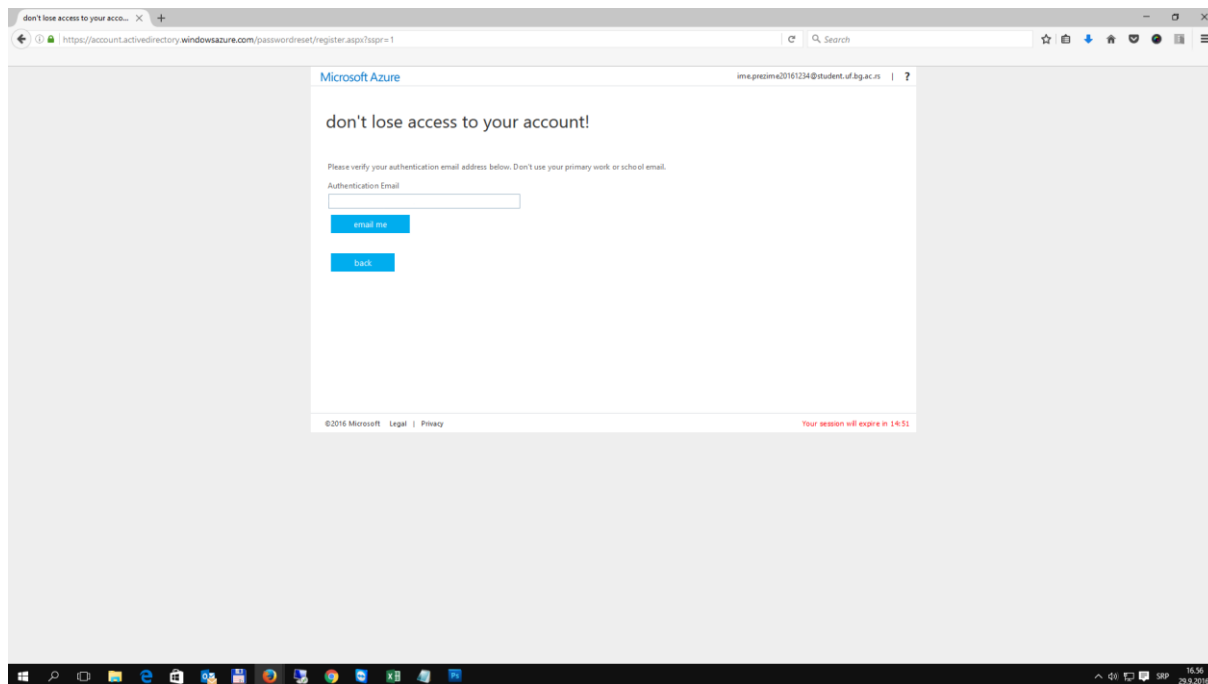 don't lose access to your acco...
https://account.activedirectory.windowsazure.com/passwordreset/register.aspx?sspr=1
Search
Microsoft Azure
ime.prezime20161234@student.uf.bg.ac.rs | ?
don't lose access to your account!
Please verify your authentication email address below. Don't use your primary work or school email.
Authentication Email
email me
back
©2016 Microsoft Legal | Privacy
Your session will expire in 14:51
SRP
16.56
29.9.2016